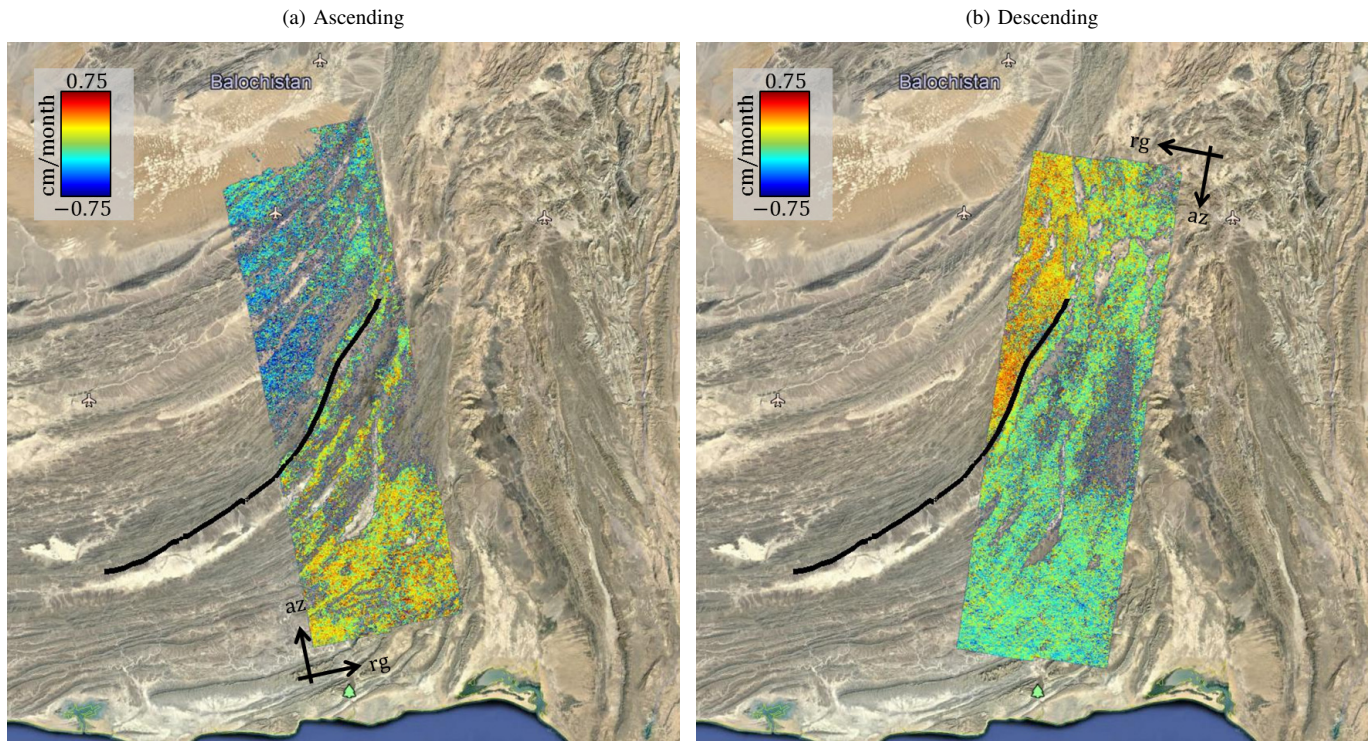 (a) Ascending
(b) Descending
Balochistan
0.75
cm/month
−0.75
az
rg
Balochistan
0.75
cm/month
−0.75
rg
az